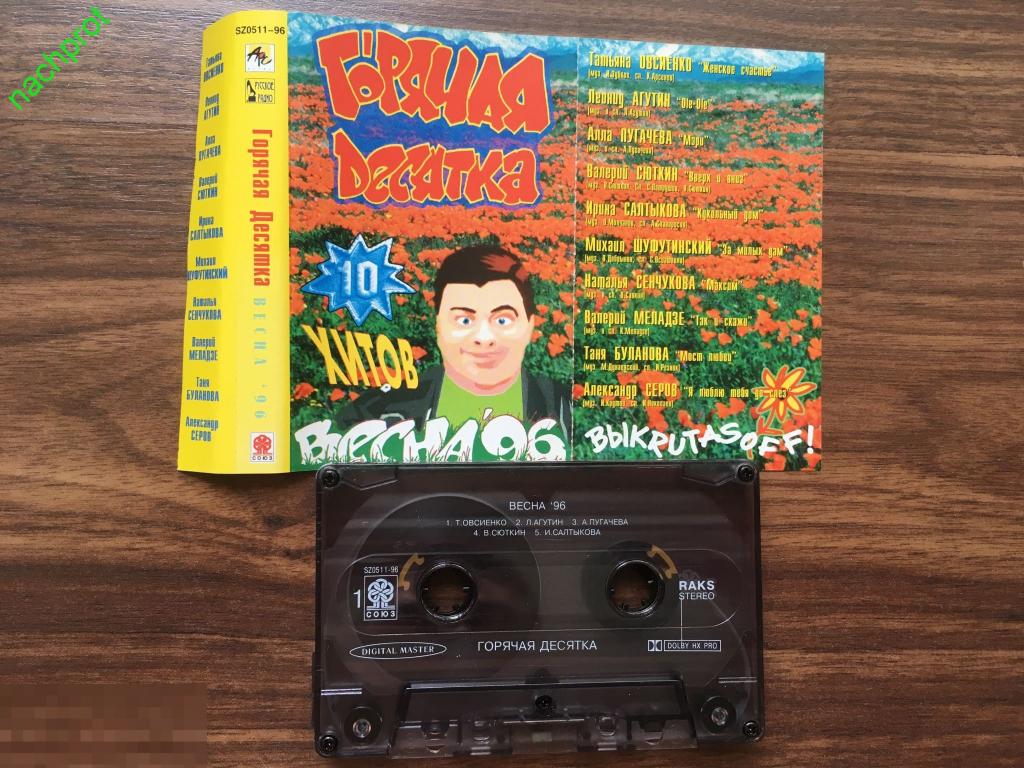 nachprot
SZ0511-96
РУССКОЕ
РАДИО
Татьяна
ОВСИЕНКО
Леонид
АГУТИН
Алла
ПУГАЧЕВА
Валерий
СЮТКИН
Ирина
САЛТЫКОВА
Михаил
ШУФУТИНСКИЙ
Наталья
СЕНЧУКОВА
Валерий
МЕЛАДЗЕ
Таня
БУЛАНОВА
Александр
СЕРОВ
Горячая Десятка ВЕСНА '96
СОЮЗ
ГОРЯЧАЯ
DЕСЯТКА
10
ХИТОВ
ВЕСНА '96
Татьяна ОВСИЕНКО "Женское счастье"
Леонид АГУТИН "Ole-Ole"
Алла ПУГАЧЕВА "Мэри"
Валерий СЮТКИН "Вверх и вниз"
Ирина САЛТЫКОВА "Кукольный дом"
Михаил ШУФУТИНСКИЙ "За милых дам"
Наталья СЕНЧУКОВА "Максим"
Валерий МЕЛАДЗЕ "Так и скажи"
Таня БУЛАНОВА "Мост любви"
Александр СЕРОВ "Я люблю тебя до слез"
ВЫКРUTASOFF!
ВЕСНА '96
1. Т.ОВСИЕНКО 2. Л.АГУТИН 3. А.ПУГАЧЕВА
4. В.СЮТКИН 5. И.САЛТЫКОВА
SZ0511-96
1
СОЮЗ
RAKS
STEREO
DIGITAL MASTER
ГОРЯЧАЯ ДЕСЯТКА
DOLBY HX PRO